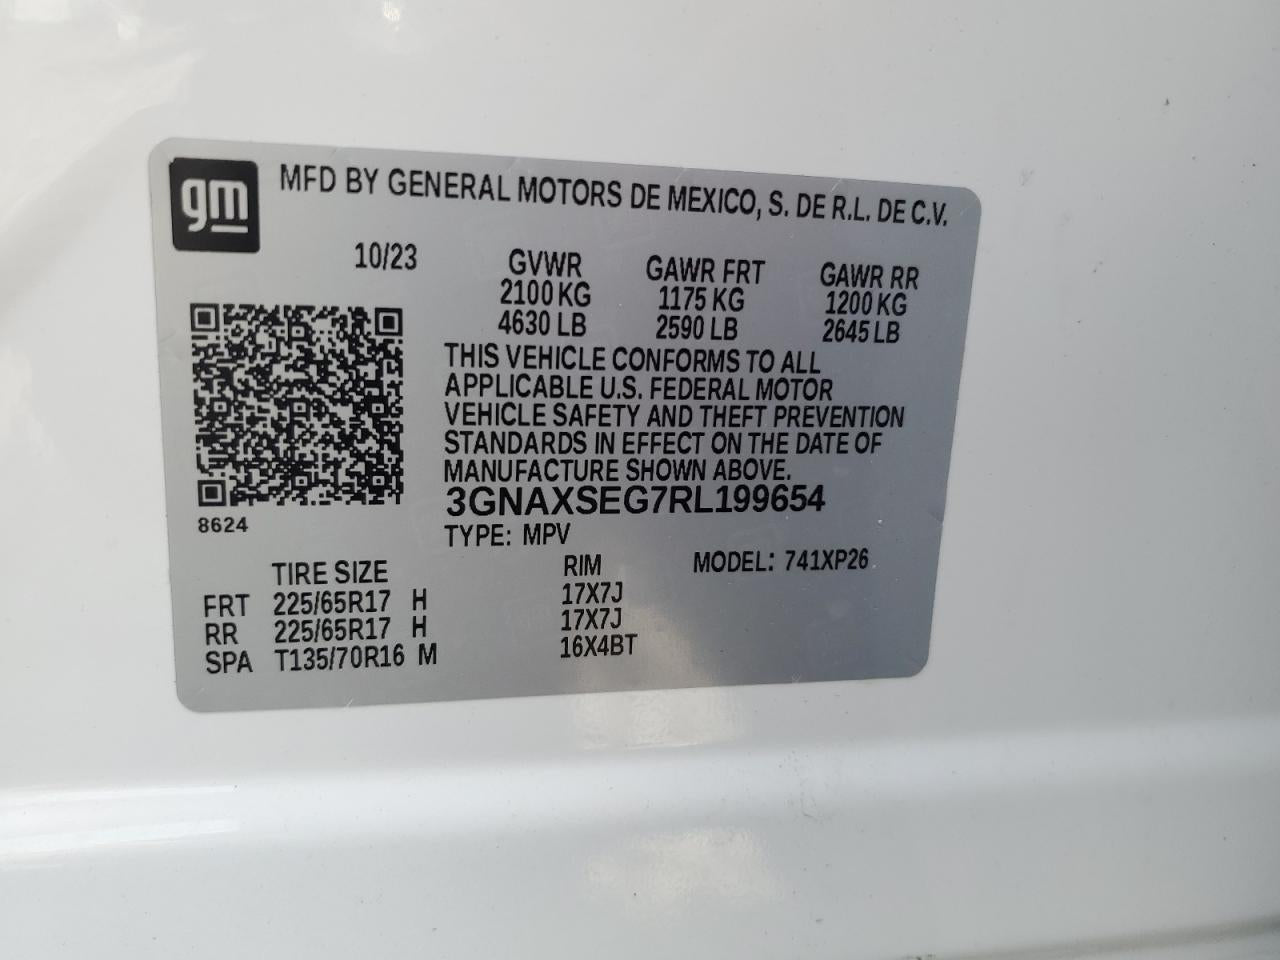 gm MFD BY GENERAL MOTORS DE MEXICO, S. DE R.L. DE C.V.
10/23 GVWR GAWR FRT GAWR RR
2100 KG 1175 KG 1200 KG
4630 LB 2590 LB 2645 LB
THIS VEHICLE CONFORMS TO ALL
APPLICABLE U.S. FEDERAL MOTOR
VEHICLE SAFETY AND THEFT PREVENTION
STANDARDS IN EFFECT ON THE DATE OF
MANUFACTURE SHOWN ABOVE.
3GNAXSEG7RL199654
8624 TYPE: MPV
TIRE SIZE RIM MODEL: 741XP26
FRT 225/65R17 H 17X7J
RR 225/65R17 H 17X7J
SPA T135/70R16 M 16X4BT